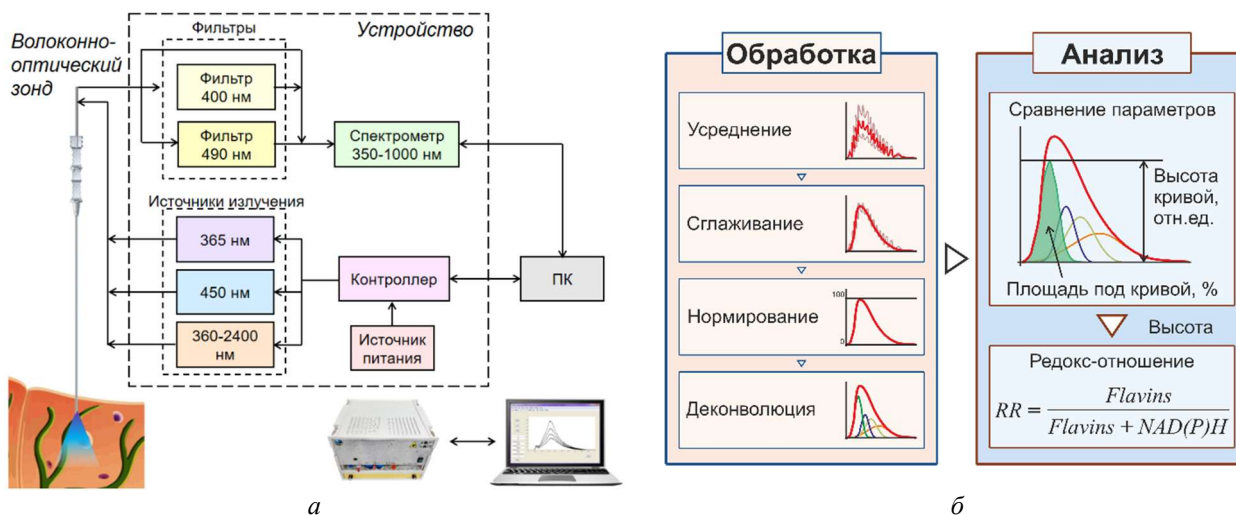 Волоконно-
оптический
зонд
Устройство
Фильтры
Фильтр
400 нм
Фильтр
490 нм
Спектрометр
350-1000 нм
Источники излучения
365 нм
450 нм
360-2400
нм
Контроллер
Источник
питания
ПК
а
Обработка
Усреднение
Сглаживание
Нормирование
100
0
Деконволюция
Анализ
Сравнение параметров
Высота
кривой,
отн.ед.
Площадь под кривой, %
Высота
Редокс-отношение
RR = Flavins / Flavins + NAD(P)H
б